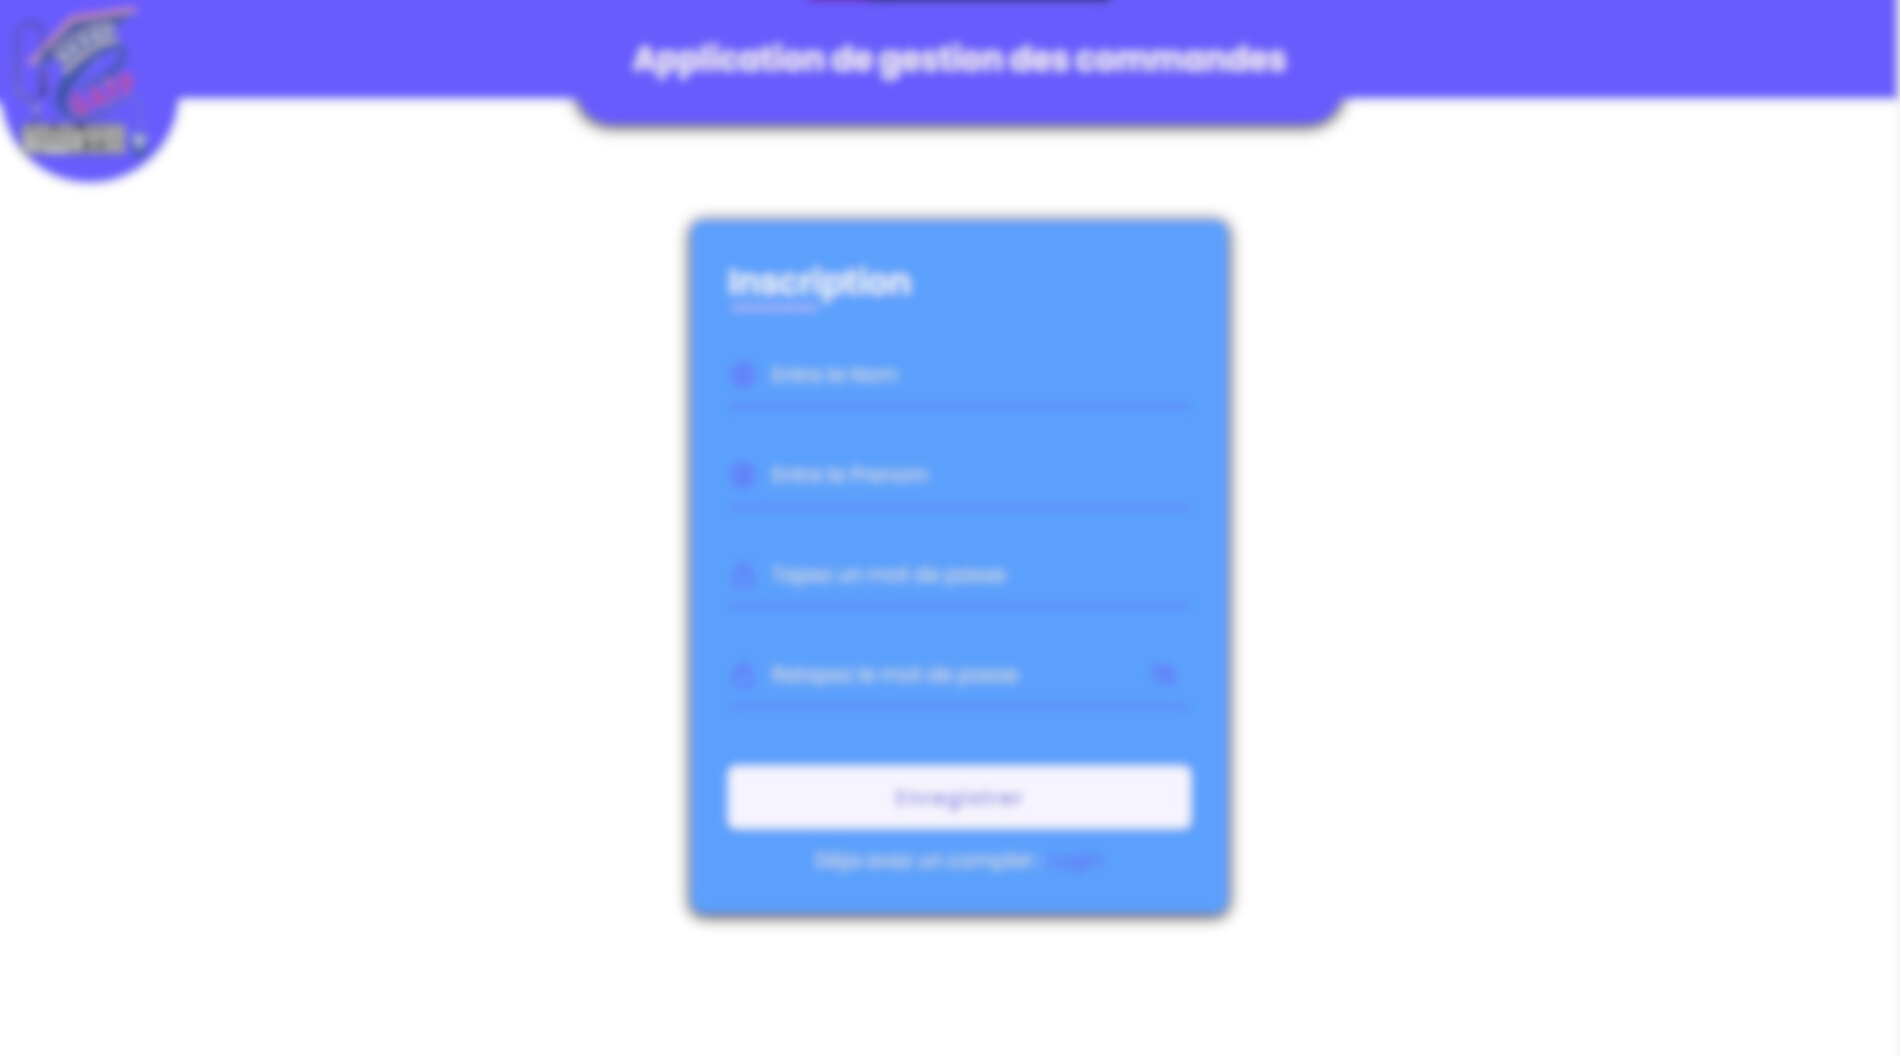 Application de gestion des commandes
Inscription
Entre le Nom
Entre le Prenom
Tapez un mot de passe
Retapez le mot de passe
Enregistrer
Déja avez un compte? Login